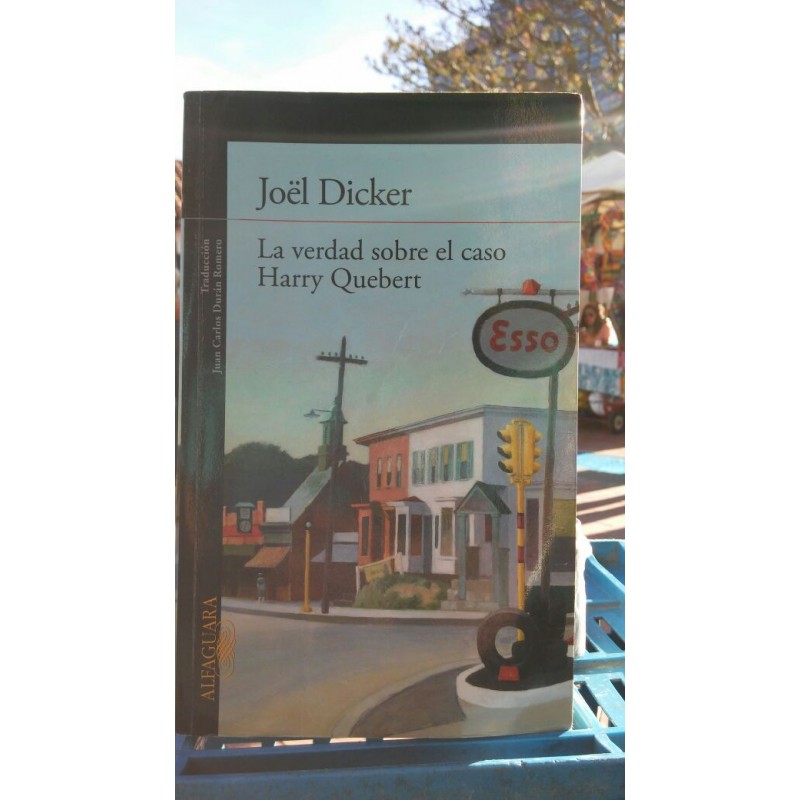 Joël Dicker
La verdad sobre el caso
Harry Quebert
Traducción
Juan Carlos Durán Romero
Esso
ALFAGUARA